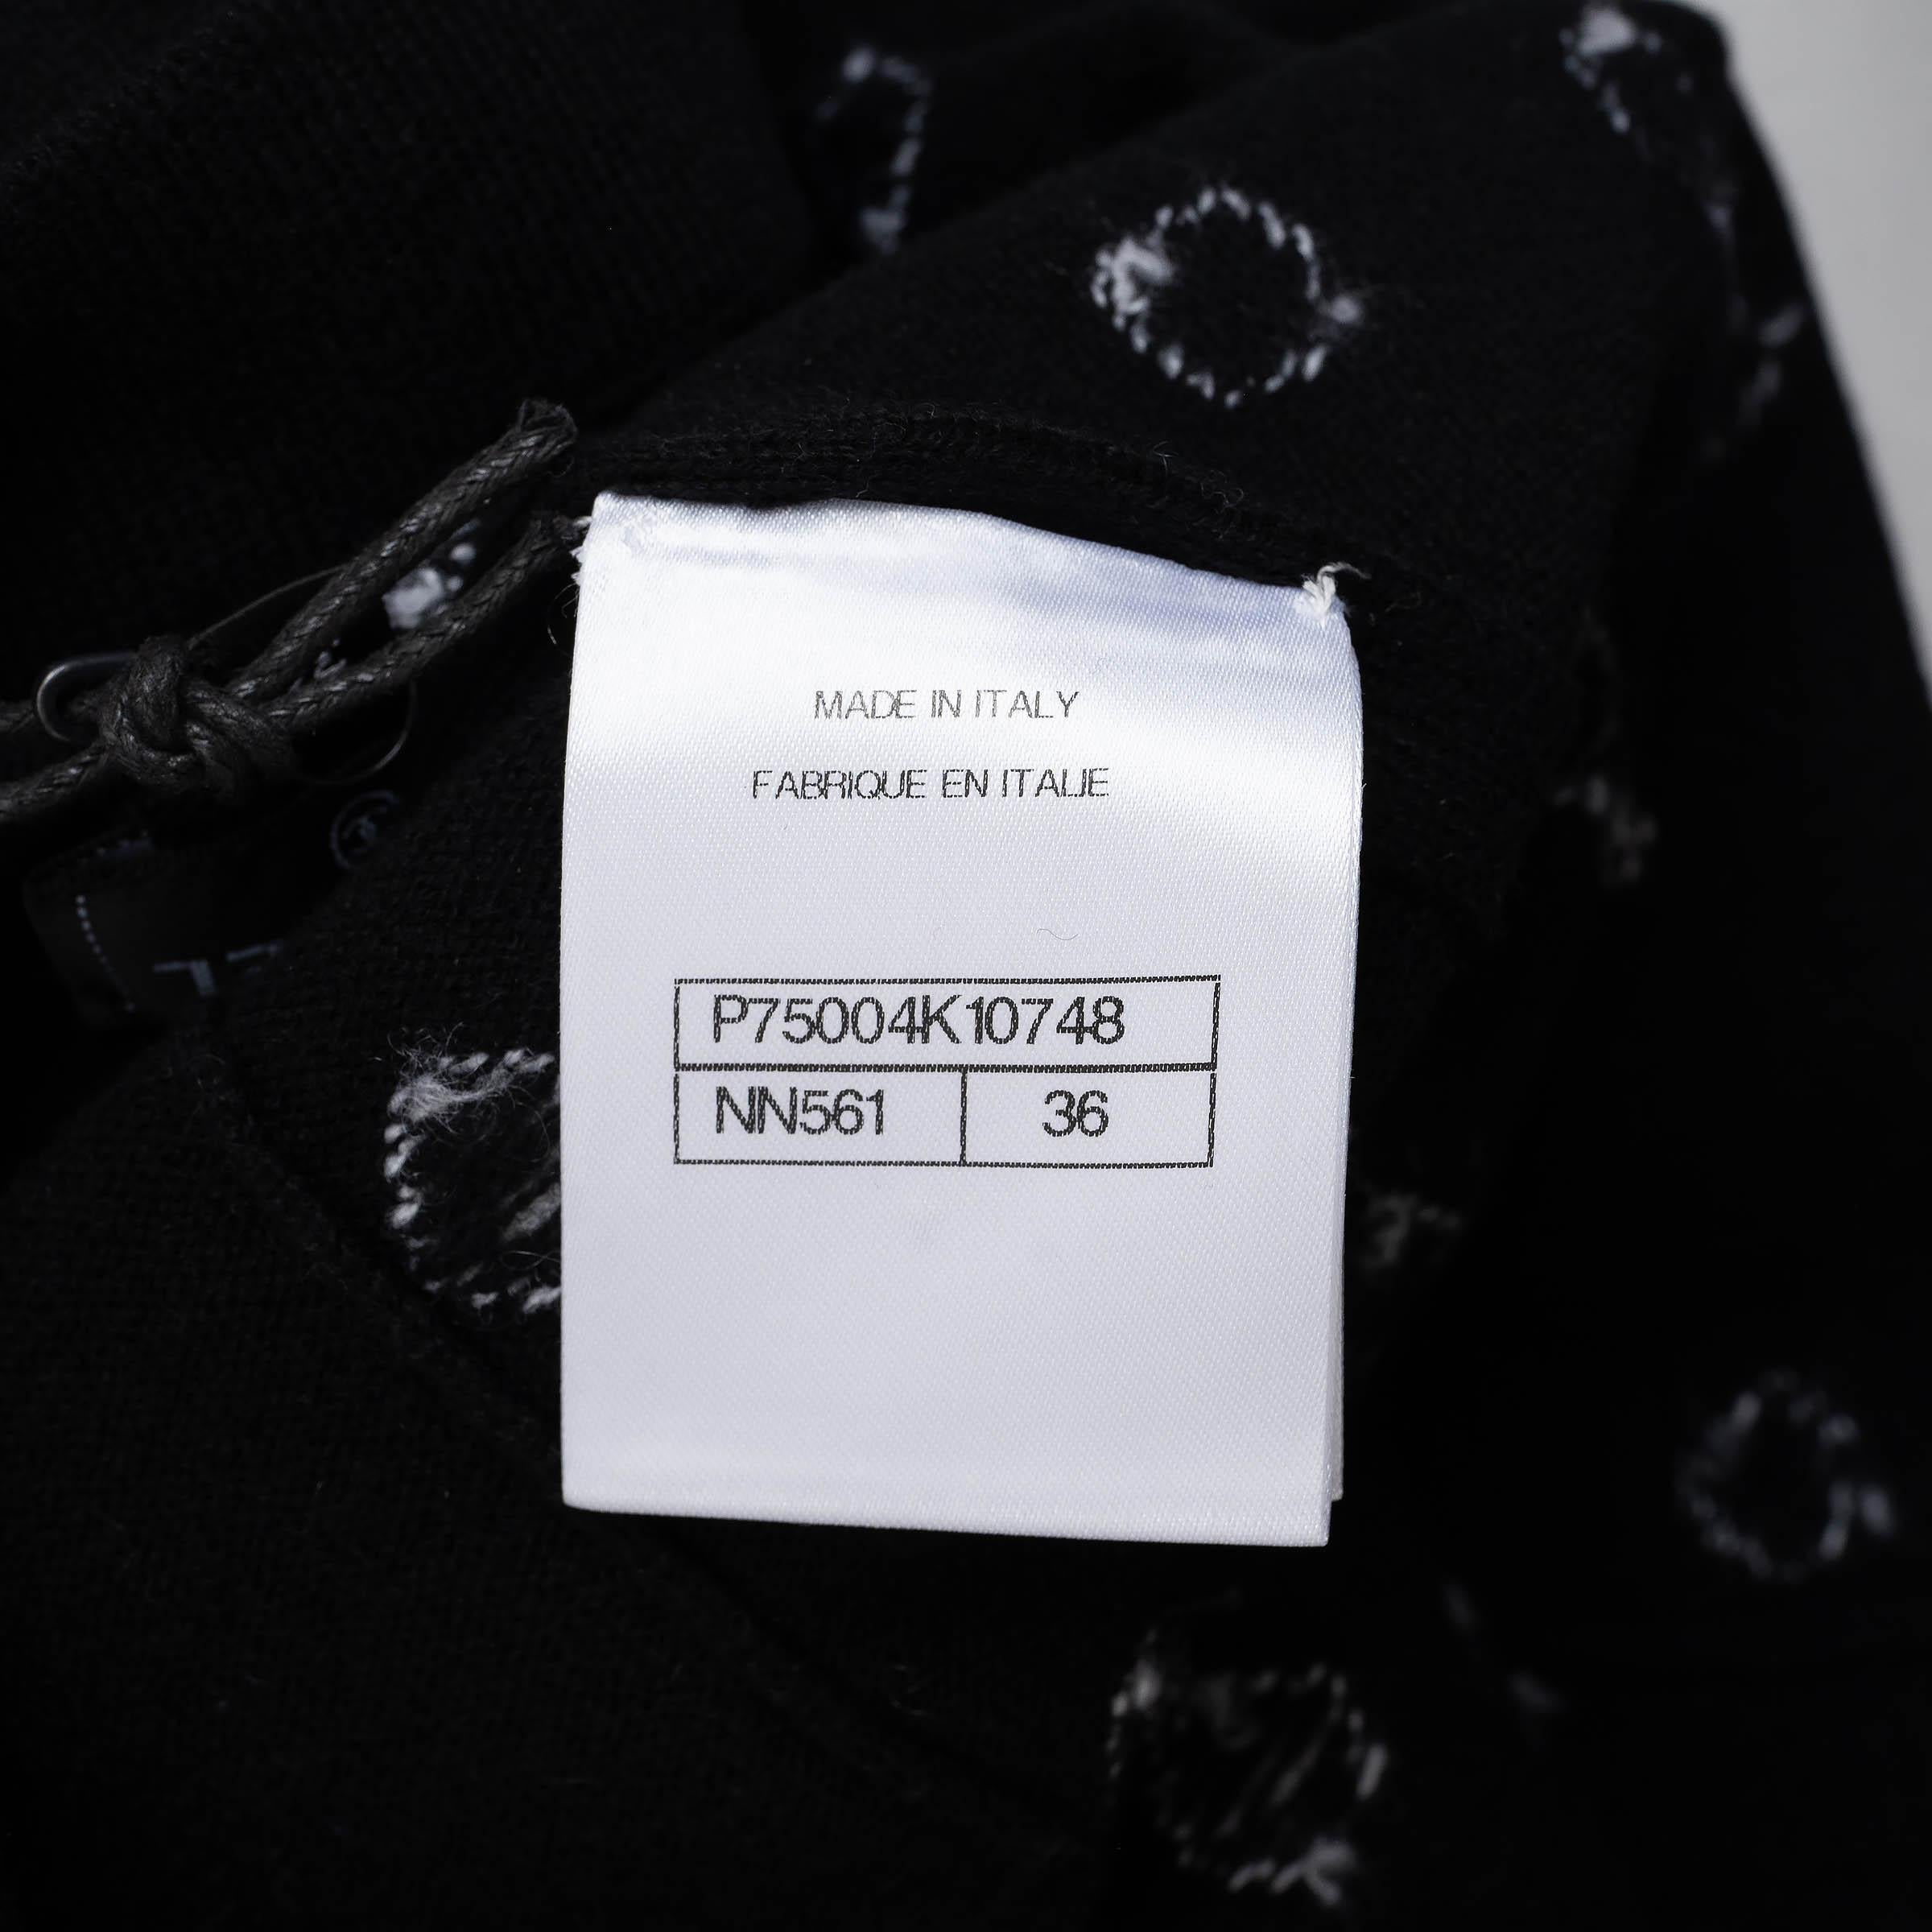 MADE IN ITALY
FABRIQUE EN ITALIE
P75004K10748
NN561 36